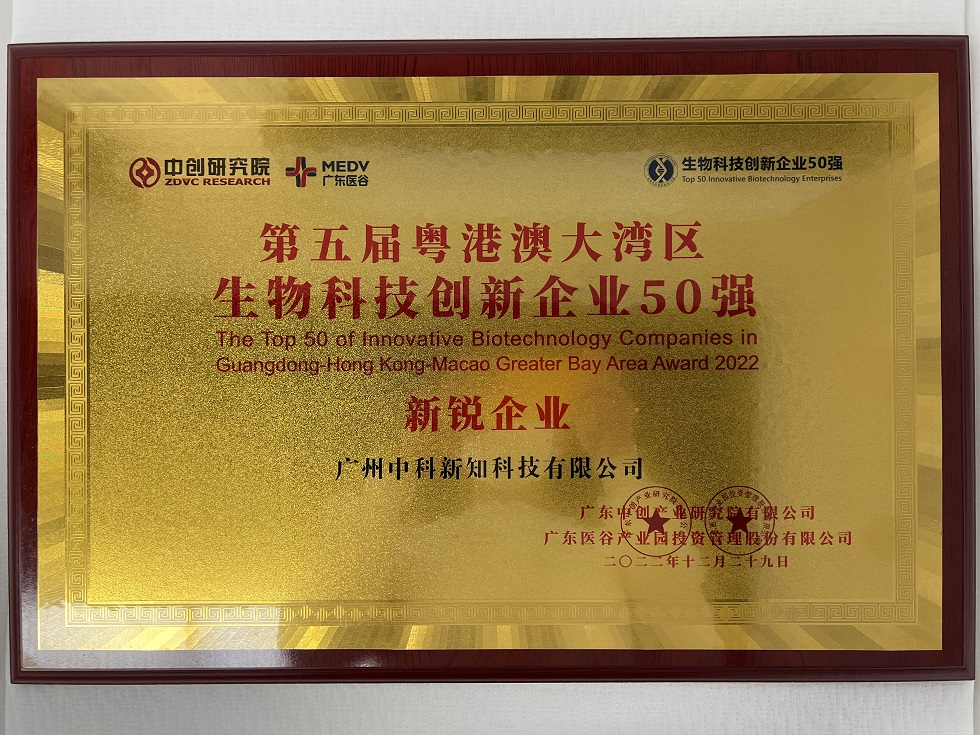 中创研究院
ZDVC RESEARCH
MEDV
广东医谷
生物科技创新企业50强
Top 50 Innovative Biotechnology Enterprises
第五届粤港澳大湾区
生物科技创新企业50强
The Top 50 of Innovative Biotechnology Companies in
Guangdong-Hong Kong-Macao Greater Bay Area Award 2022
新锐企业
广州中科新知科技有限公司
广东中创产业研究院有限公司
广东医谷产业园投资管理股份有限公司
二〇二二年十二月二十九日